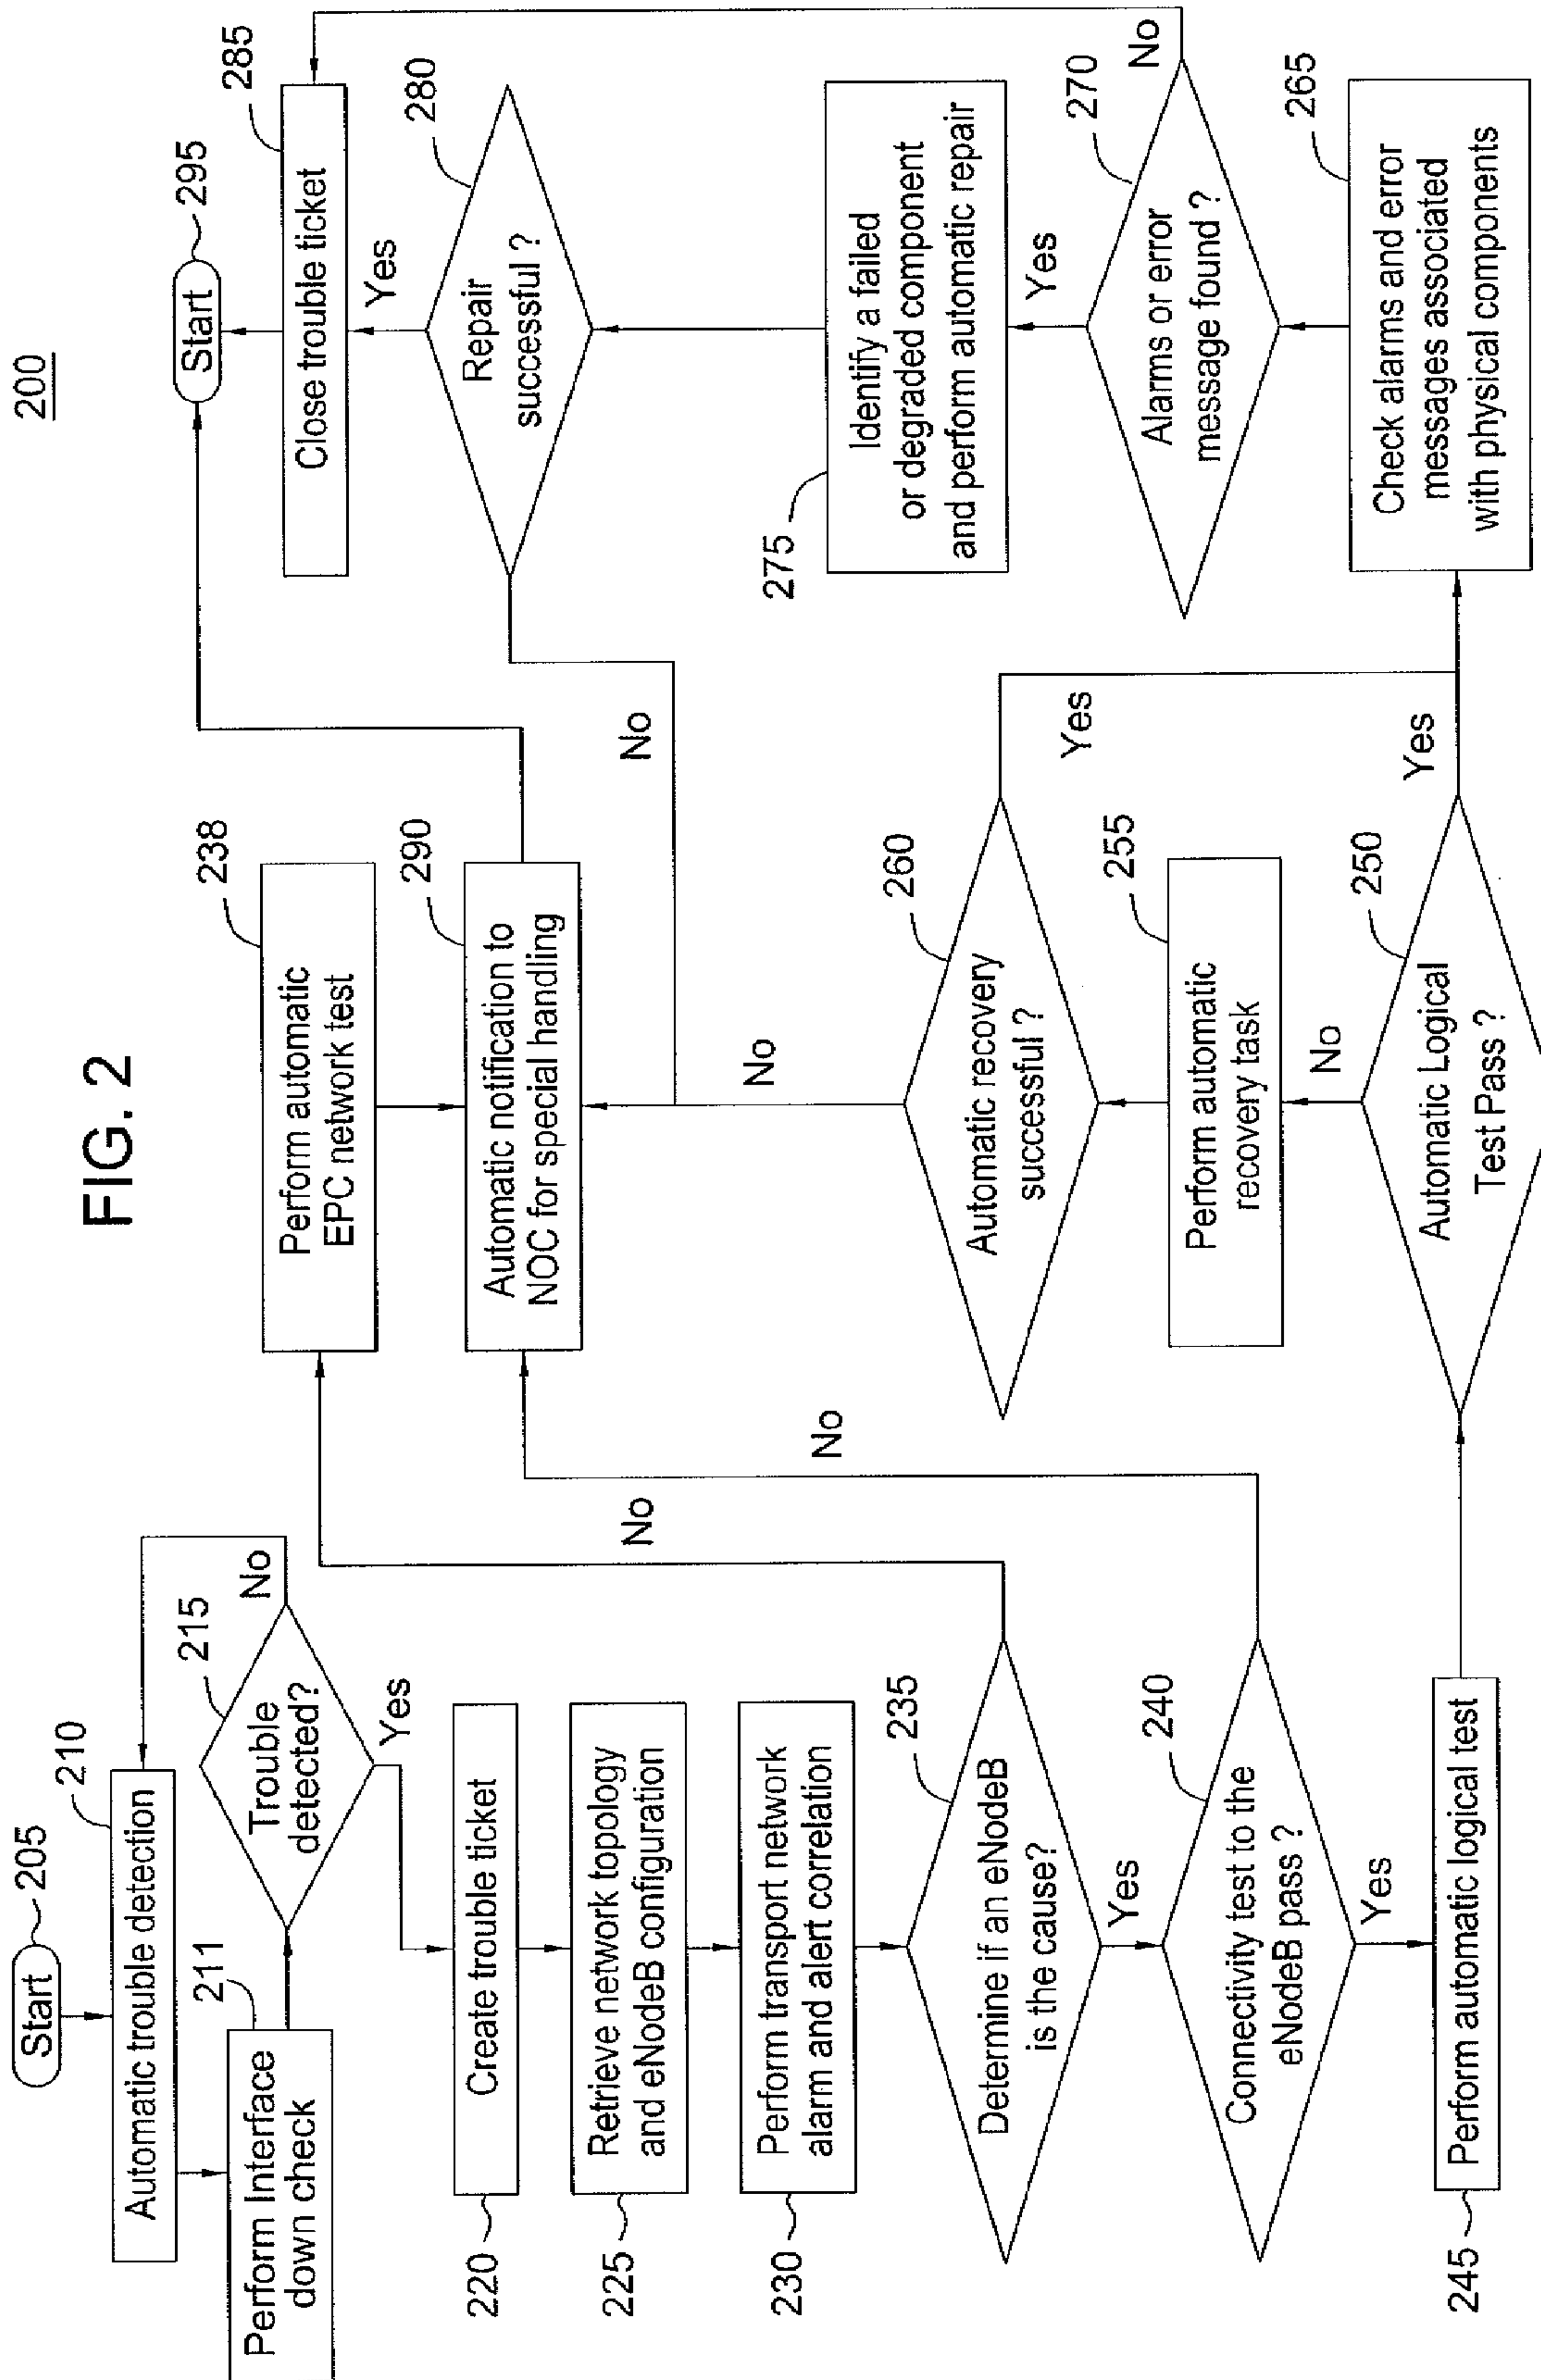 200
FIG. 2
Start
205
Automatic trouble detection
210
Perform Interface
down check
211
Trouble
detected?
215
No
Yes
Create trouble ticket
220
Retrieve network topology
and eNodeB configuration
225
Perform transport network
alarm and alert correlation
230
Determine if an eNodeB
is the cause?
235
No
Yes
Connectivity test to the
eNodeB pass ?
240
No
Yes
Perform automatic logical test
245
Perform automatic
EPC network test
238
Automatic notification to
NOC for special handling
290
No
Automatic recovery
successful ?
260
Yes
Perform automatic
recovery task
255
No
Automatic Logical
Test Pass ?
250
Yes
Start
295
Close trouble ticket
285
Yes
Repair
successful ?
280
No
Identify a failed
or degraded component
and perform automatic repair
275
Yes
Alarms or error
message found ?
270
No
Check alarms and error
messages associated
with physical components
265